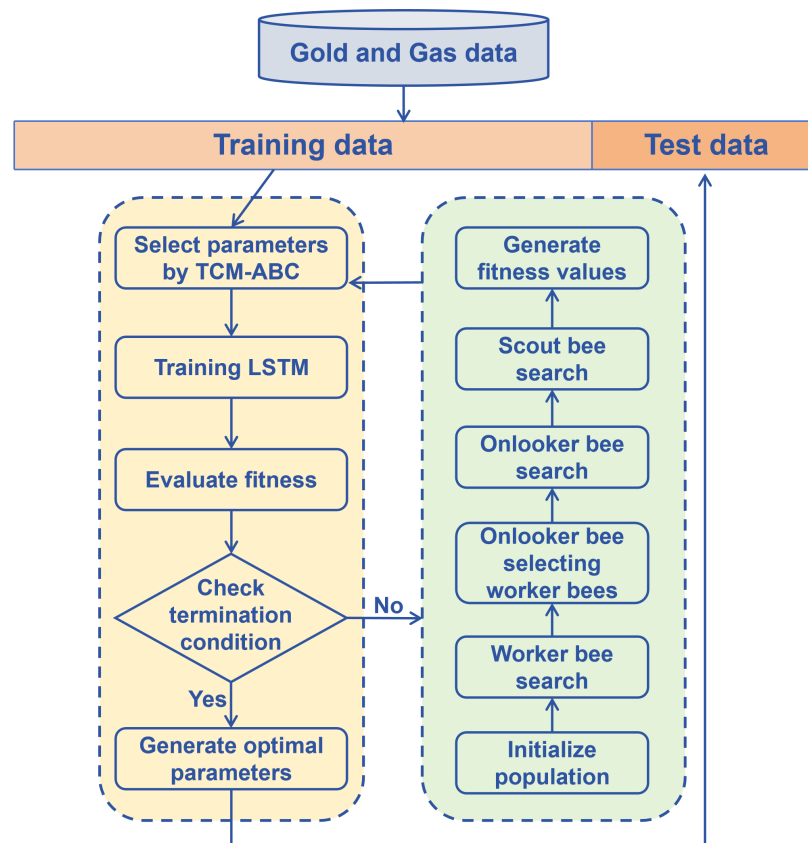 Gold and Gas data
Training data
Test data
Select parameters
by TCM-ABC
Training LSTM
Evaluate fitness
Check
termination
condition
No
Yes
Generate optimal
parameters
Generate
fitness values
Scout bee
search
Onlooker bee
search
Onlooker bee
selecting
worker bees
Worker bee
search
Initialize
population